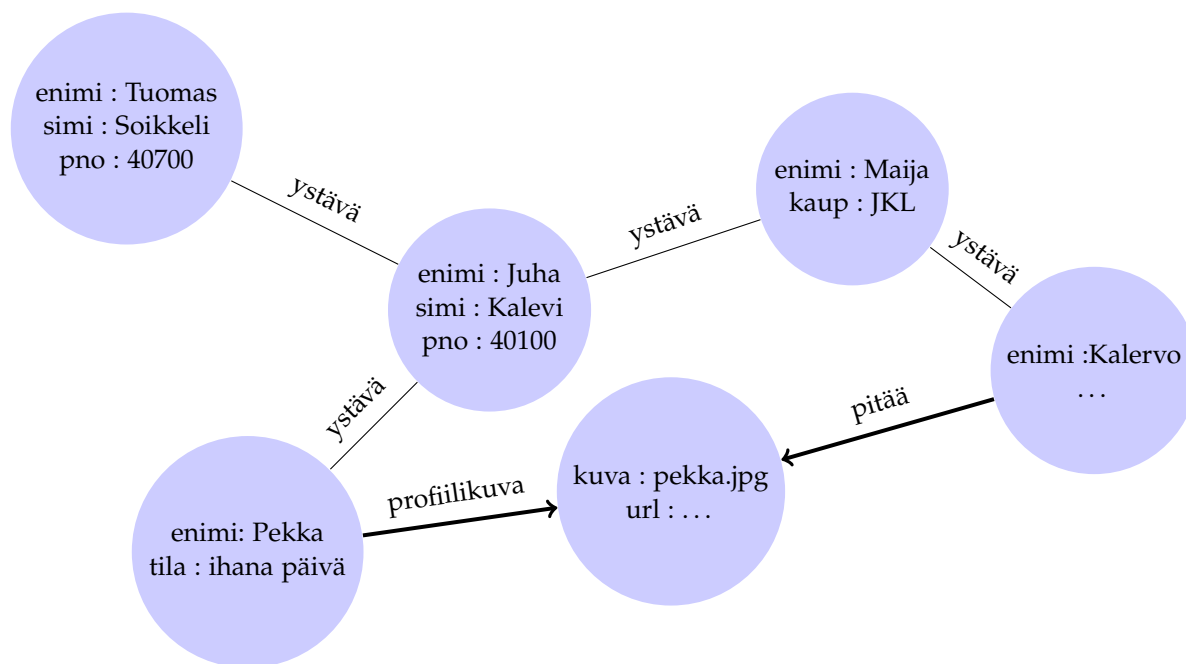 enimi : Tuomas
simi : Soikkeli
pno : 40700
ystävä
enimi : Maija
kaup : JKL
ystävä
ystävä
enimi : Juha
simi : Kalevi
pno : 40100
enimi :Kalervo
...
ystävä
pitää
kuva : pekka.jpg
url : ...
profiilikuva
enimi: Pekka
tila : ihana päivä